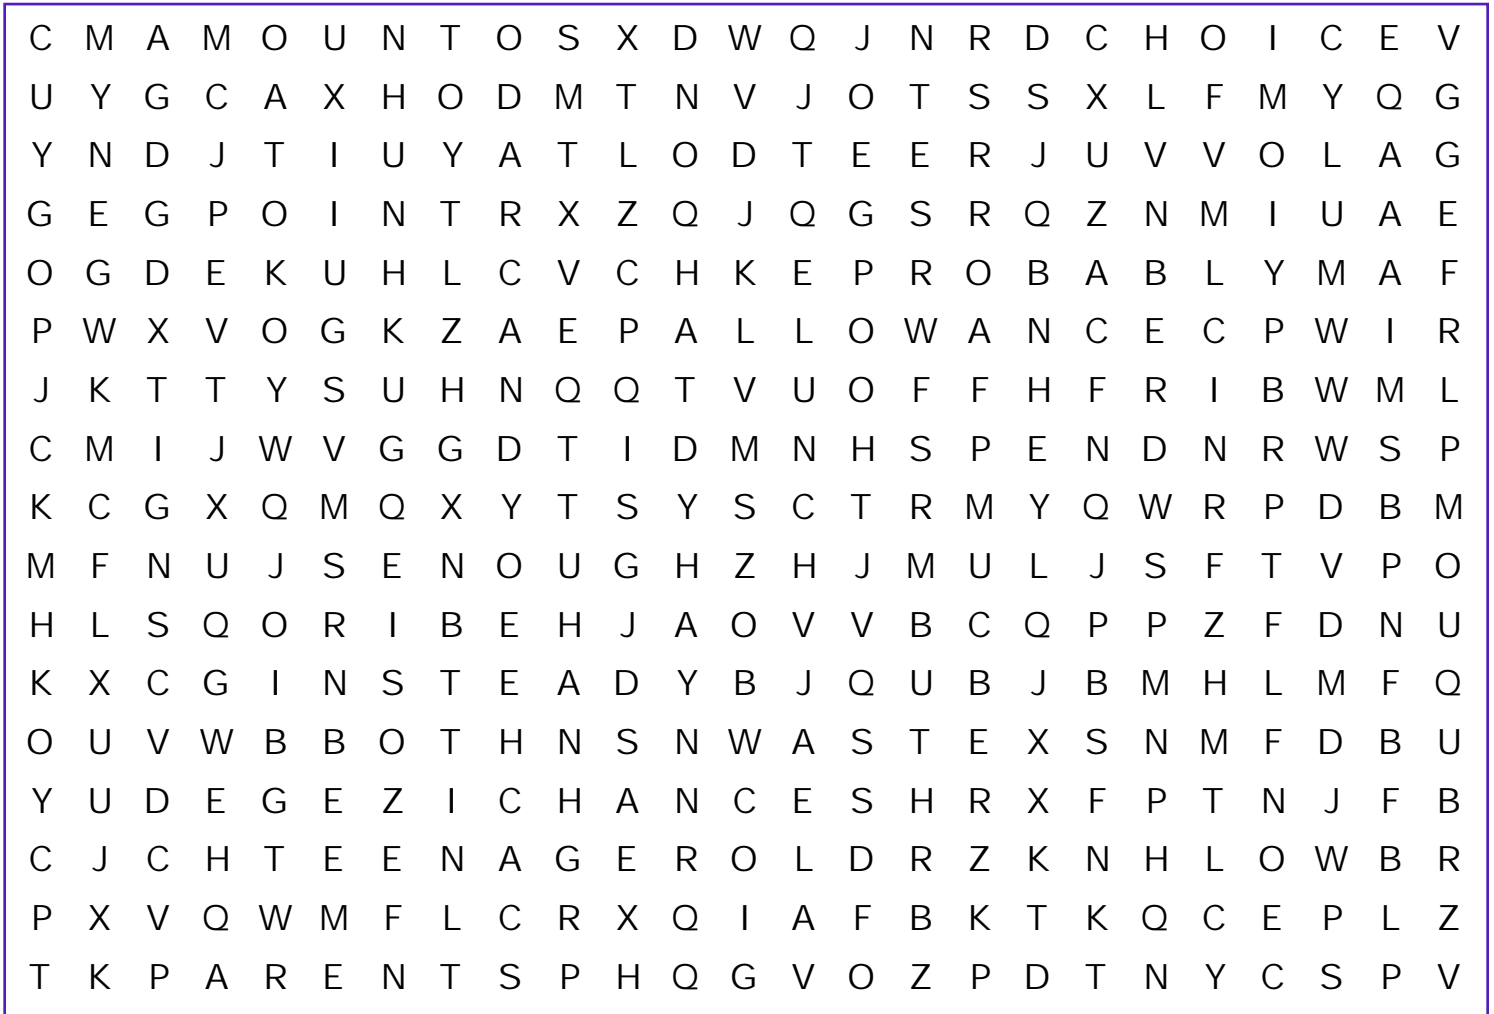 C M A M O U N T O S X D W Q J N R D C H O I C E V
U Y G C A X H O D M T N V J O T S S X L F M Y Q G
Y N D J T I U Y A T L O D T E E R J U V V O L A G
G E G P O I N T R X Z Q J Q G S R Q Z N M I U A E
O G D E K U H L C V C H K E P R O B A B L Y M A F
P W X V O G K Z A E P A L L O W A N C E C P W I R
J K T T Y S U H N Q Q T V U O F F H F R I B W M L
C M I J W V G G D T I D M N H S P E N D N R W S P
K C G X Q M Q X Y T S Y S C T R M Y Q W R P D B M
M F N U J S E N O U G H Z H J M U L J S F T V P O
H L S Q O R I B E H J A O V V B C Q P P Z F D N U
K X C G I N S T E A D Y B J Q U B J B M H L M F Q
O U V W B B O T H N S N W A S T E X S N M F D B U
Y U D E G E Z I C H A N C E S H R X F P T N J F B
C J C H T E E N A G E R O L D R Z K N H L O W B R
P X V Q W M F L C R X Q I A F B K T K Q C E P L Z
T K P A R E N T S P H Q G V O Z P D T N Y C S P V